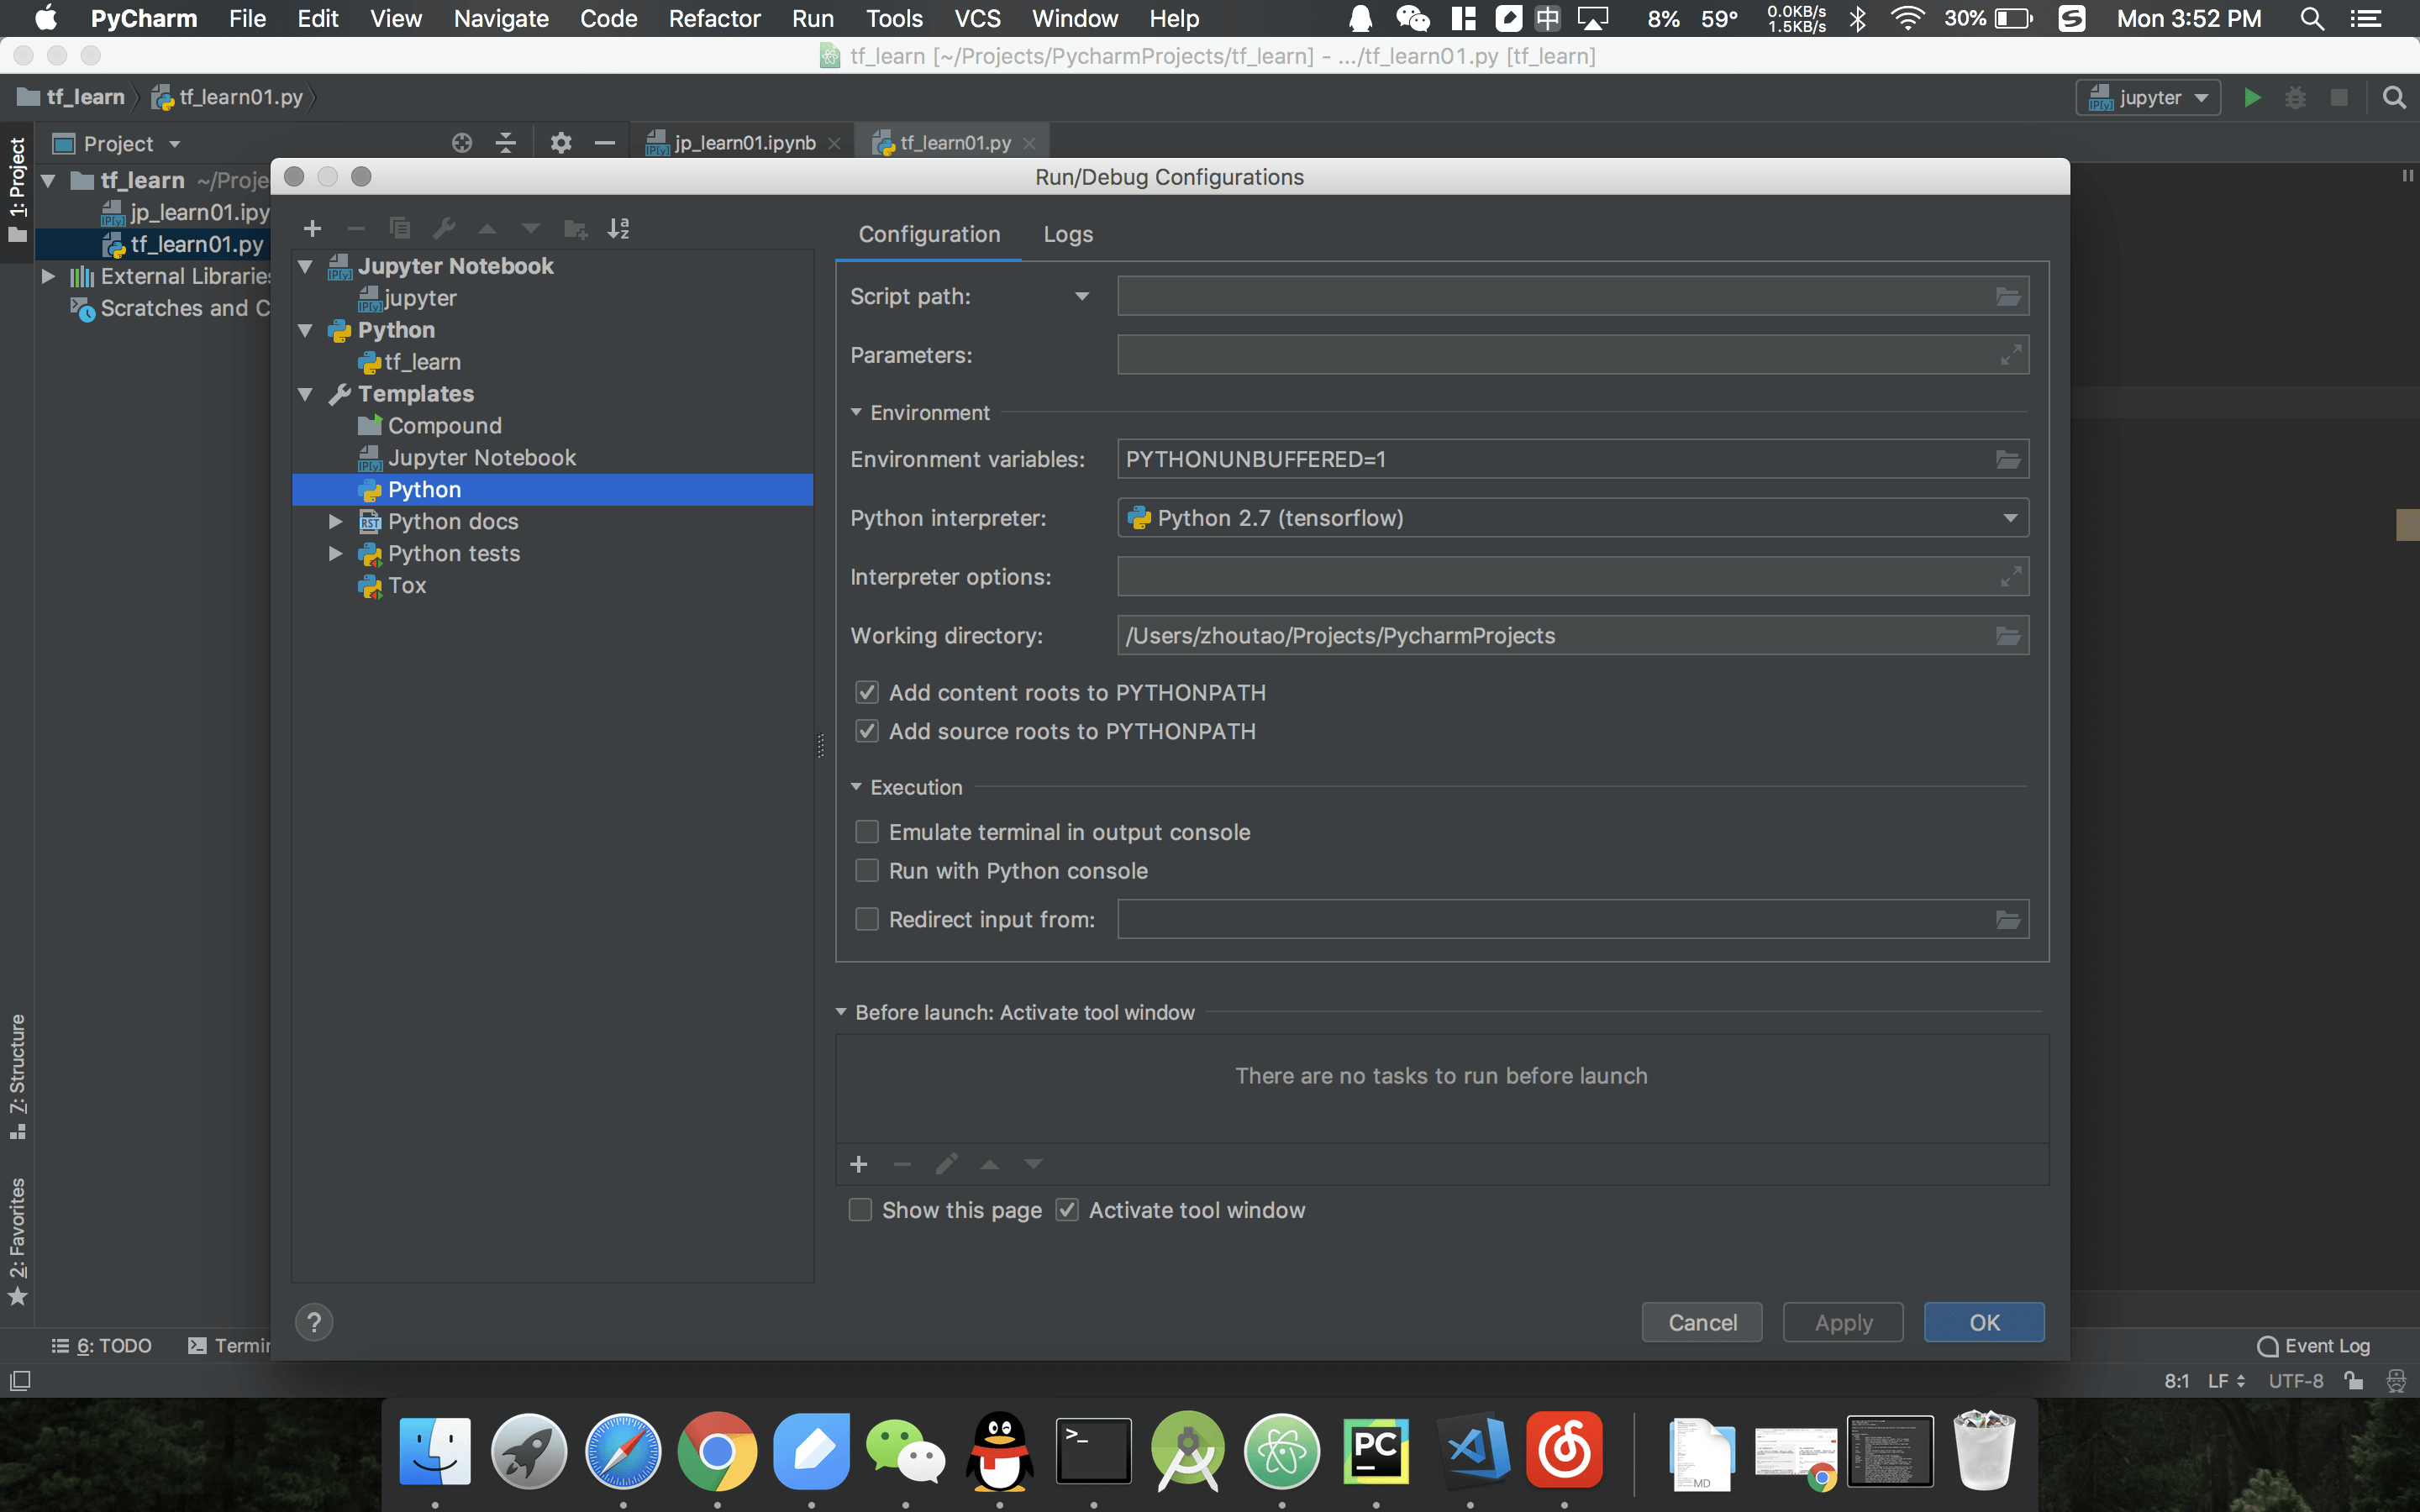 PyCharm File Edit View Navigate Code Refactor Run Tools VCS Window Help 中 8% 59° 0.0KB/s 1.5KB/s 30% S Mon 3:52 PM
tf_learn [~/Projects/PycharmProjects/tf_learn] - .../tf_learn01.py [tf_learn]
tf_learn tf_learn01.py jupyter
Project jp_learn01.ipynb tf_learn01.py
1: Project
tf_learn ~/Proje
jp_learn01.ipy
tf_learn01.py
External Libraries
Scratches and C
7: Structure
2: Favorites
Run/Debug Configurations
Jupyter Notebook
jupyter
Python
tf_learn
Templates
Compound
Jupyter Notebook
Python
Python docs
Python tests
Tox
Configuration Logs
Script path:
Parameters:
Environment
Environment variables: PYTHONUNBUFFERED=1
Python interpreter: Python 2.7 (tensorflow)
Interpreter options:
Working directory: /Users/zhoutao/Projects/PycharmProjects
Add content roots to PYTHONPATH
Add source roots to PYTHONPATH
Execution
Emulate terminal in output console
Run with Python console
Redirect input from:
Before launch: Activate tool window
There are no tasks to run before launch
Show this page Activate tool window
? Cancel Apply OK
6: TODO Termin Event Log
8:1 LF UTF-8
>_ PC MD